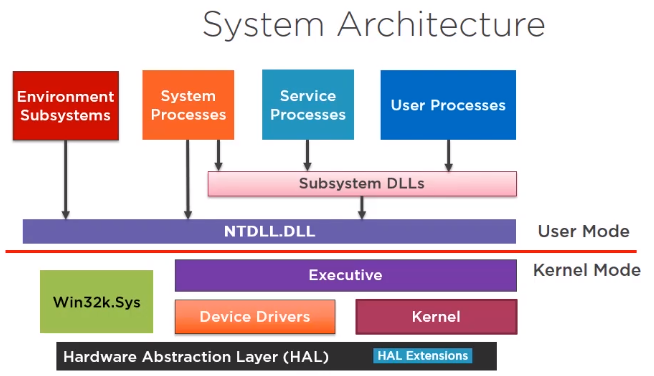 System Architecture
Environment
Subsystems
System
Processes
Service
Processes
User Processes
Subsystem DLLs
NTDLL.DLL
User Mode
Kernel Mode
Executive
Win32k.Sys
Device Drivers
Kernel
Hardware Abstraction Layer (HAL)
HAL Extensions